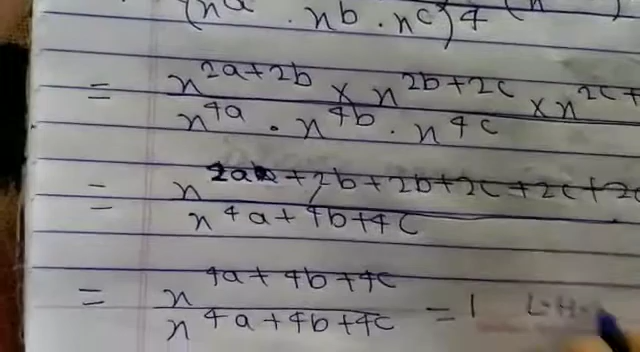 (x^a . x^b . x^c)^4
= x^{2a+2b} × x^{2b+2c} × x^{2c+
x^{4a} . x^{4b} . x^{4c}
= x^{2a + 2b + 2b + 2c + 2c + 2a
x^{4a + 4b + 4c}
= x^{4a + 4b + 4c} = 1 L.H.
x^{4a + 4b + 4c}